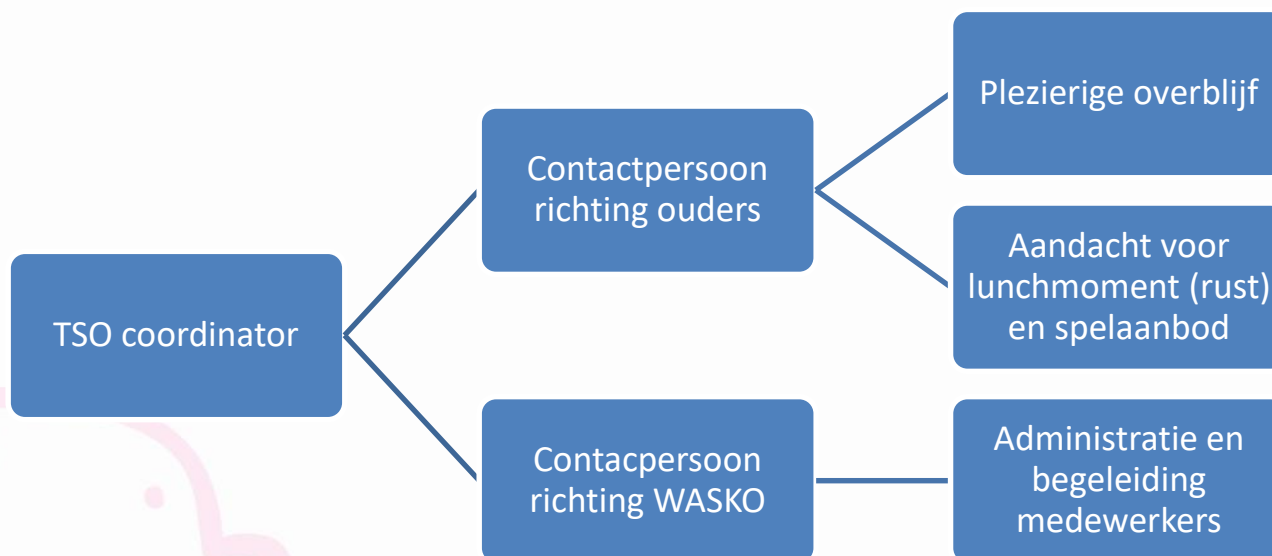 TSO coordinator
Contactpersoon
richting ouders
Plezierige overblijf
Aandacht voor
lunchmoment (rust)
en spelaanbod
Contacpersoon
richting WASKO
Administratie en
begeleiding
medewerkers